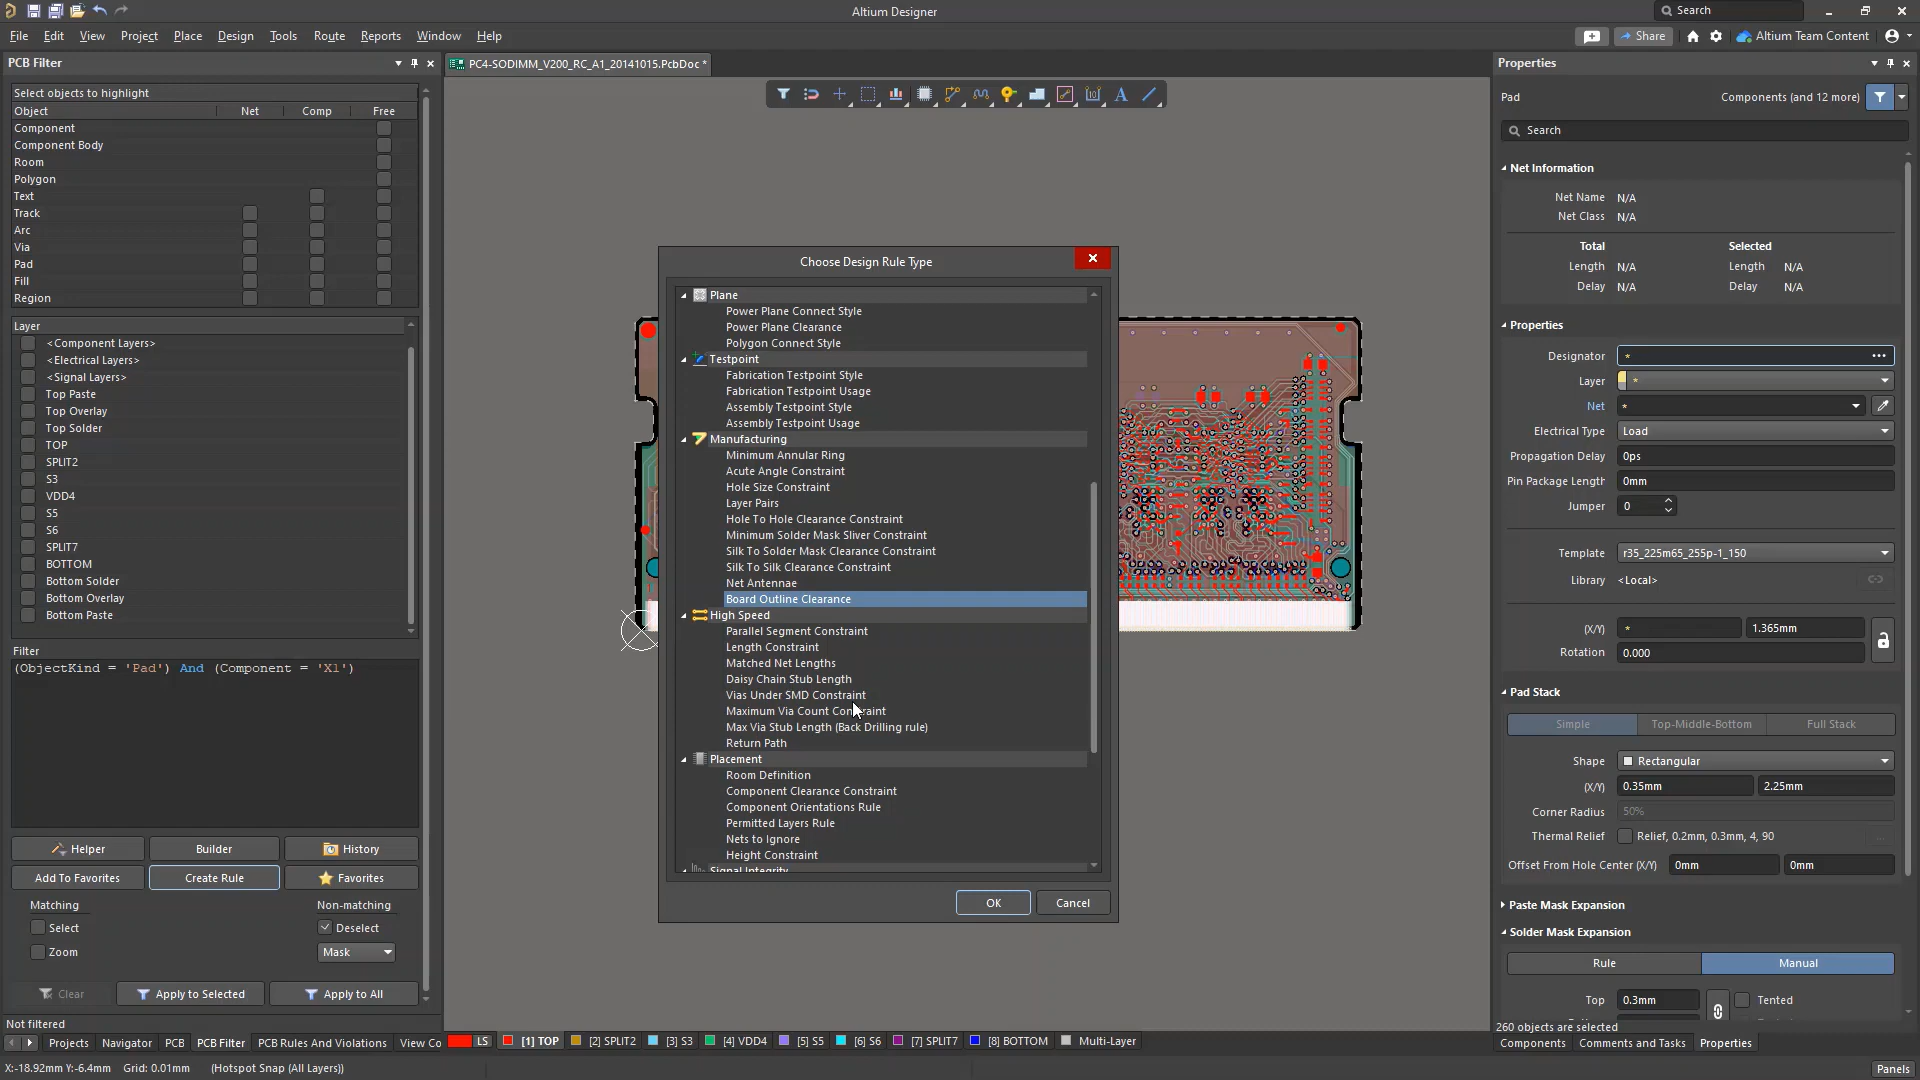 Altium Designer
Search
File Edit View Project Place Design Tools Route Reports Window Help
Share
Altium Team Content
PCB Filter
Select objects to highlight
Object Net Comp Free
Component
Component Body
Room
Polygon
Text
Track
Arc
Via
Pad
Fill
Region
Layer
<Component Layers>
<Electrical Layers>
<Signal Layers>
Top Paste
Top Overlay
Top Solder
TOP
SPLIT2
S3
VDD4
S5
S6
SPLIT7
BOTTOM
Bottom Solder
Bottom Overlay
Bottom Paste
Filter
(ObjectKind = 'Pad') And (Component = 'X1')
Helper Builder History
Add To Favorites Create Rule Favorites
Matching Non-matching
Select Deselect
Zoom Mask
Clear Apply to Selected Apply to All
Not filtered
Projects Navigator PCB PCB Filter PCB Rules And Violations View Co
X:-18.92mm Y:-6.4mm Grid: 0.01mm (Hotspot Snap (All Layers))
PC4-SODIMM_V200_RC_A1_20141015.PcbDoc *
Choose Design Rule Type
Plane
Power Plane Connect Style
Power Plane Clearance
Polygon Connect Style
Testpoint
Fabrication Testpoint Style
Fabrication Testpoint Usage
Assembly Testpoint Style
Assembly Testpoint Usage
Manufacturing
Minimum Annular Ring
Acute Angle Constraint
Hole Size Constraint
Layer Pairs
Hole To Hole Clearance Constraint
Minimum Solder Mask Sliver Constraint
Silk To Solder Mask Clearance Constraint
Silk To Silk Clearance Constraint
Net Antennae
Board Outline Clearance
High Speed
Parallel Segment Constraint
Length Constraint
Matched Net Lengths
Daisy Chain Stub Length
Vias Under SMD Constraint
Maximum Via Count Constraint
Max Via Stub Length (Back Drilling rule)
Return Path
Placement
Room Definition
Component Clearance Constraint
Component Orientations Rule
Permitted Layers Rule
Nets to Ignore
Height Constraint
Signal Integrity
OK Cancel
LS [1] TOP [2] SPLIT2 [3] S3 [4] VDD4 [5] S5 [6] S6 [7] SPLIT7 [8] BOTTOM Multi-Layer
Properties
Pad Components (and 12 more)
Search
Net Information
Net Name N/A
Net Class N/A
Total Selected
Length N/A Length N/A
Delay N/A Delay N/A
Properties
Designator *
Layer *
Net *
Electrical Type Load
Propagation Delay 0ps
Pin Package Length 0mm
Jumper 0
Template r35_225m65_255p-1_150
Library <Local>
(X/Y) * 1.365mm
Rotation 0.000
Pad Stack
Simple Top-Middle-Bottom Full Stack
Shape Rectangular
(X/Y) 0.35mm 2.25mm
Corner Radius 50%
Thermal Relief Relief, 0.2mm, 0.3mm, 4, 90
Offset From Hole Center (X/Y) 0mm 0mm
Paste Mask Expansion
Solder Mask Expansion
Rule Manual
Top 0.3mm Tented
260 objects are selected
Components Comments and Tasks Properties
Panels